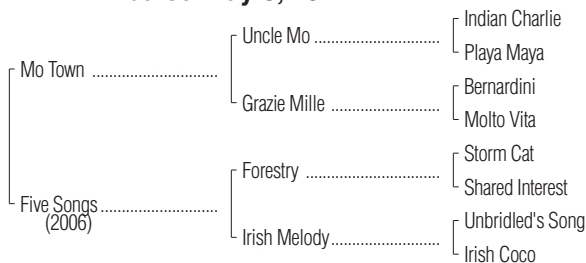 Indian Charlie
Uncle Mo
Playa Maya
Mo Town
Bernardini
Grazie Mille
Molto Vita
Storm Cat
Forestry
Shared Interest
Five Songs
(2006)
Unbridled's Song
Irish Melody
Irish Coco